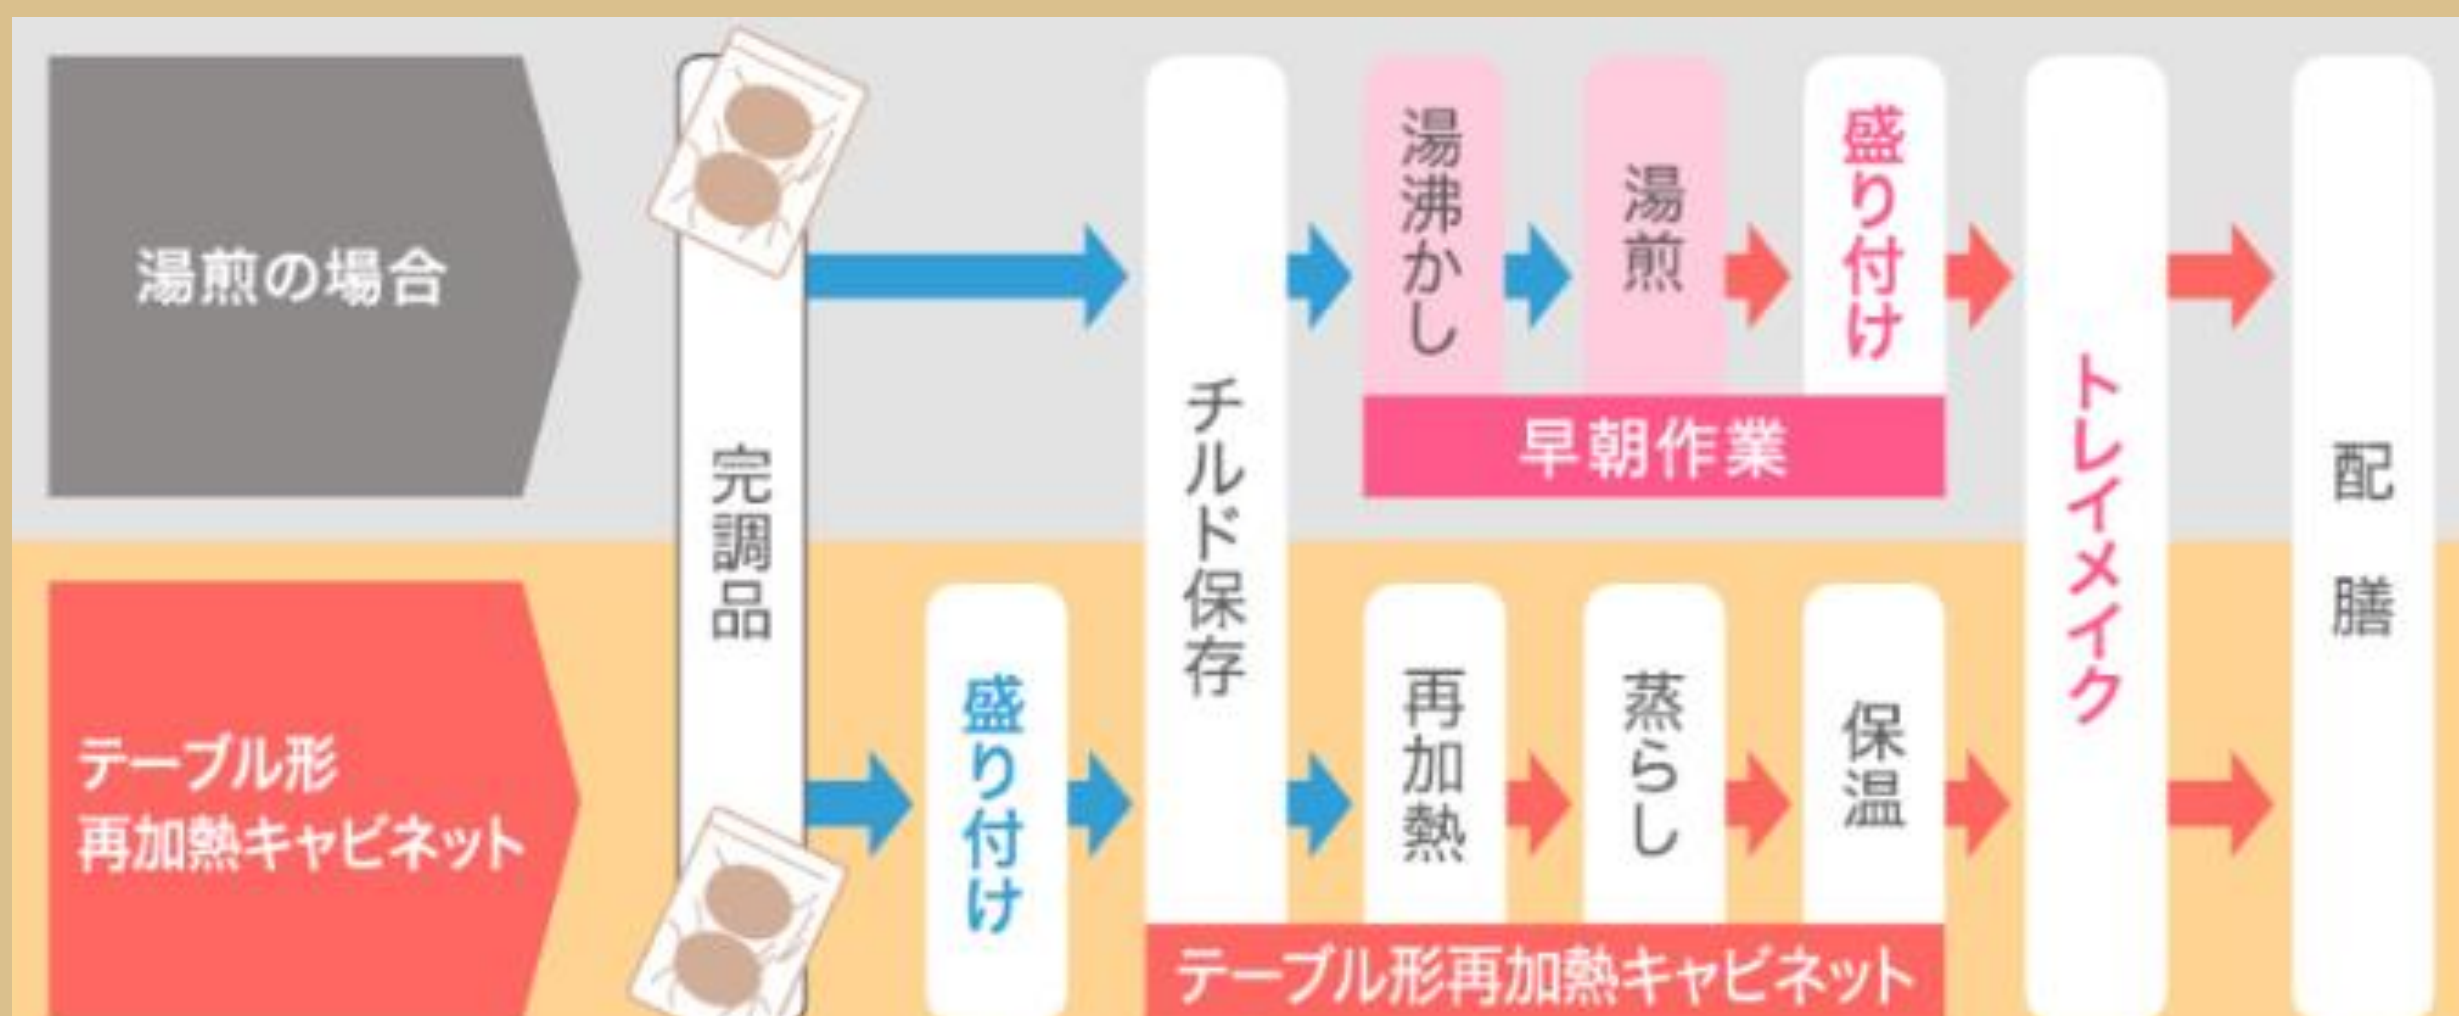 湯煎の場合
完調品
チルド保存
湯沸かし
湯煎
盛り付け
早朝作業
トレイメイク
配膳
テーブル形
再加熱キャビネット
盛り付け
再加熱
蒸らし
保温
テーブル形再加熱キャビネット